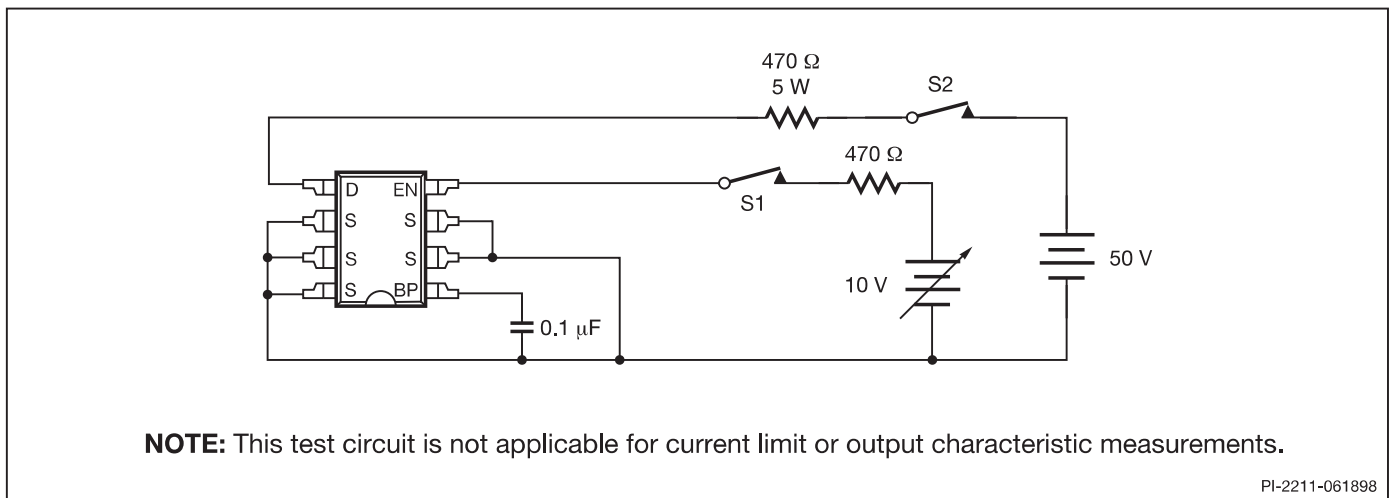 470 Ω
5 W
S2
470 Ω
S1
D EN
S S
S S
S BP
10 V
50 V
0.1 μF
NOTE: This test circuit is not applicable for current limit or output characteristic measurements.
PI-2211-061898